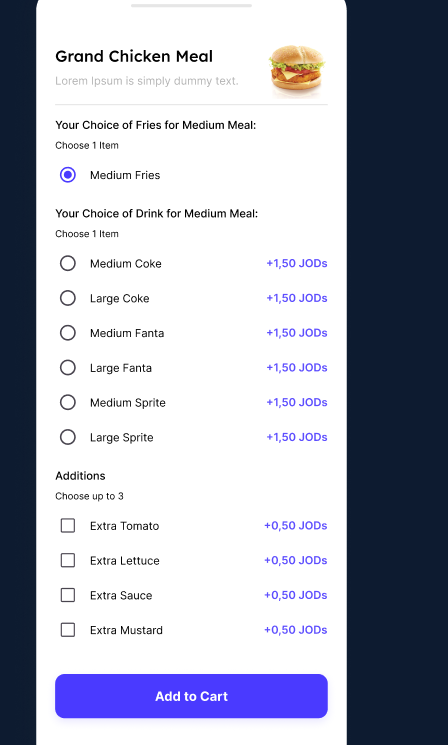 Grand Chicken Meal
Lorem Ipsum is simply dummy text.
Your Choice of Fries for Medium Meal:
Choose 1 Item
Medium Fries
Your Choice of Drink for Medium Meal:
Choose 1 Item
Medium Coke +1,50 JODs
Large Coke +1,50 JODs
Medium Fanta +1,50 JODs
Large Fanta +1,50 JODs
Medium Sprite +1,50 JODs
Large Sprite +1,50 JODs
Additions
Choose up to 3
Extra Tomato +0,50 JODs
Extra Lettuce +0,50 JODs
Extra Sauce +0,50 JODs
Extra Mustard +0,50 JODs
Add to Cart